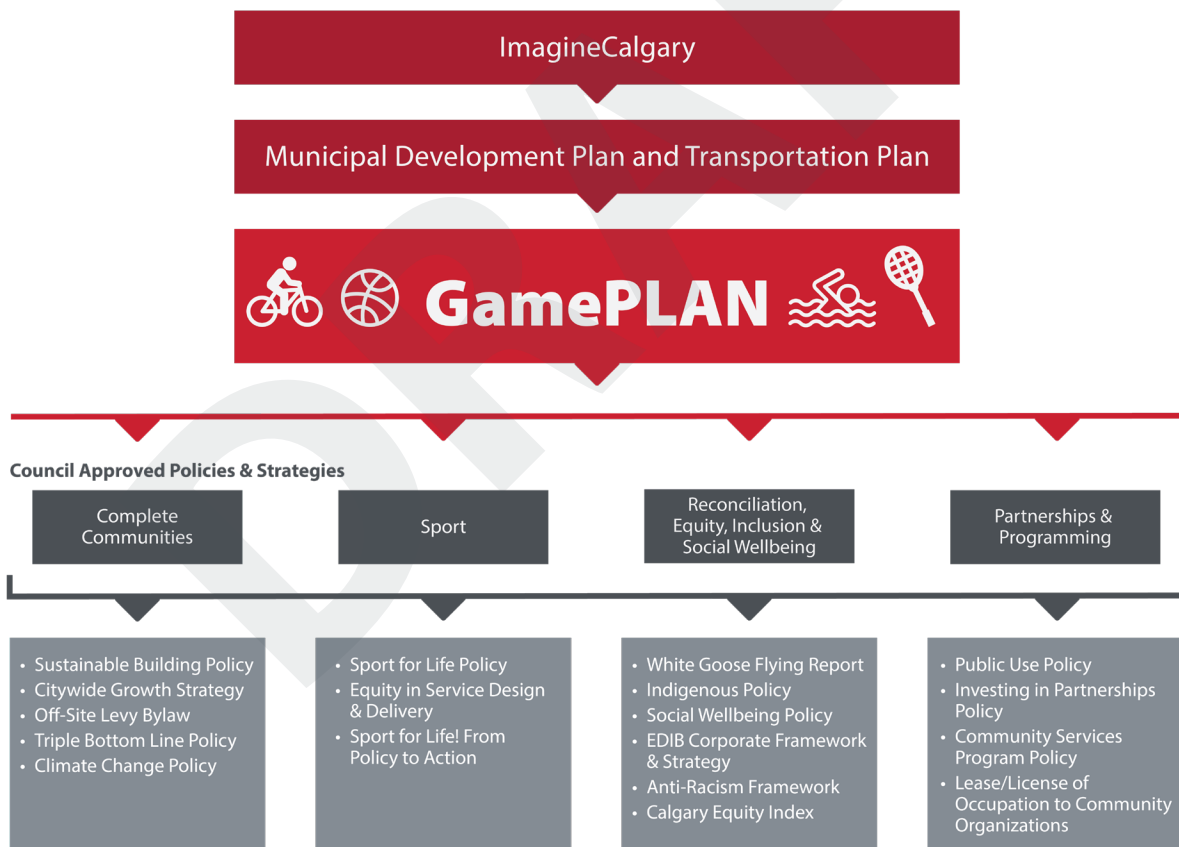 ImagineCalgary
Municipal Development Plan and Transportation Plan
GamePLAN
Council Approved Policies & Strategies
Complete
Communities
Sport
Reconciliation,
Equity, Inclusion &
Social Wellbeing
Partnerships &
Programming
• Sustainable Building Policy
• Citywide Growth Strategy
• Off-Site Levy Bylaw
• Triple Bottom Line Policy
• Climate Change Policy
• Sport for Life Policy
• Equity in Service Design
& Delivery
• Sport for Life! From
Policy to Action
• White Goose Flying Report
• Indigenous Policy
• Social Wellbeing Policy
• EDIB Corporate Framework
& Strategy
• Anti-Racism Framework
• Calgary Equity Index
• Public Use Policy
• Investing in Partnerships
Policy
• Community Services
Program Policy
• Lease/License of
Occupation to Community
Organizations
DRA